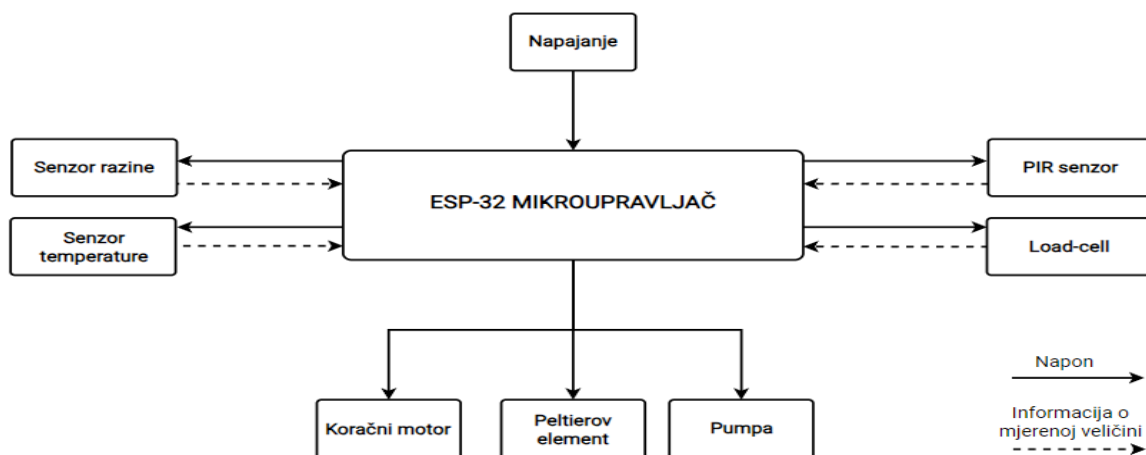 Napajanje
Senzor razine
PIR senzor
ESP-32 MIKROUPRAVLJAČ
Senzor
temperature
Load-cell
Napon
Koračni motor
Peltierov
element
Pumpa
Informacija o
mjerenoj veličini